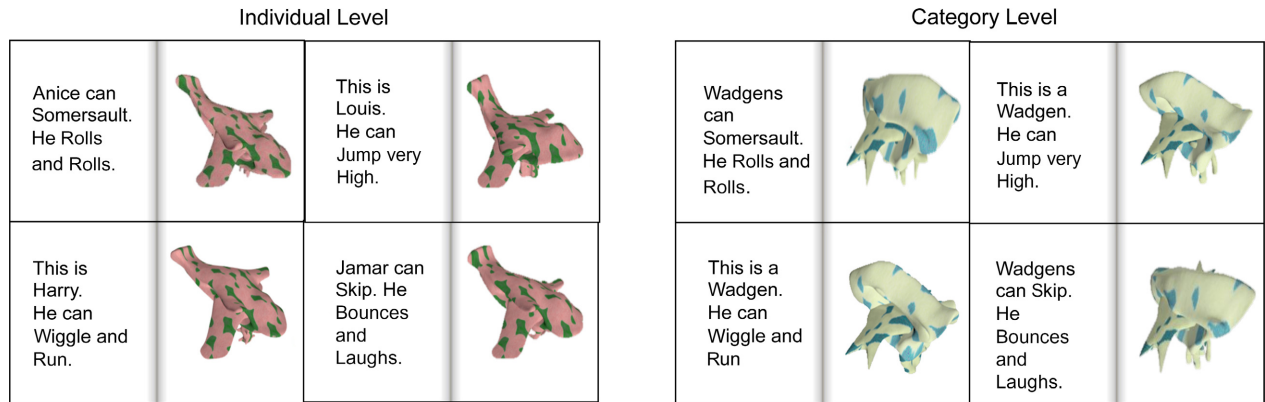 Individual Level
Anice can
Somersault.
He Rolls
and Rolls.
This is
Louis.
He can
Jump very
High.
This is
Harry.
He can
Wiggle and
Run.
Jamar can
Skip. He
Bounces
and
Laughs.
Category Level
Wadgens
can
Somersault.
He Rolls and
Rolls.
This is a
Wadgen.
He can
Jump very
High.
This is a
Wadgen.
He can
Wiggle and
Run
Wadgens
can Skip.
He
Bounces
and
Laughs.